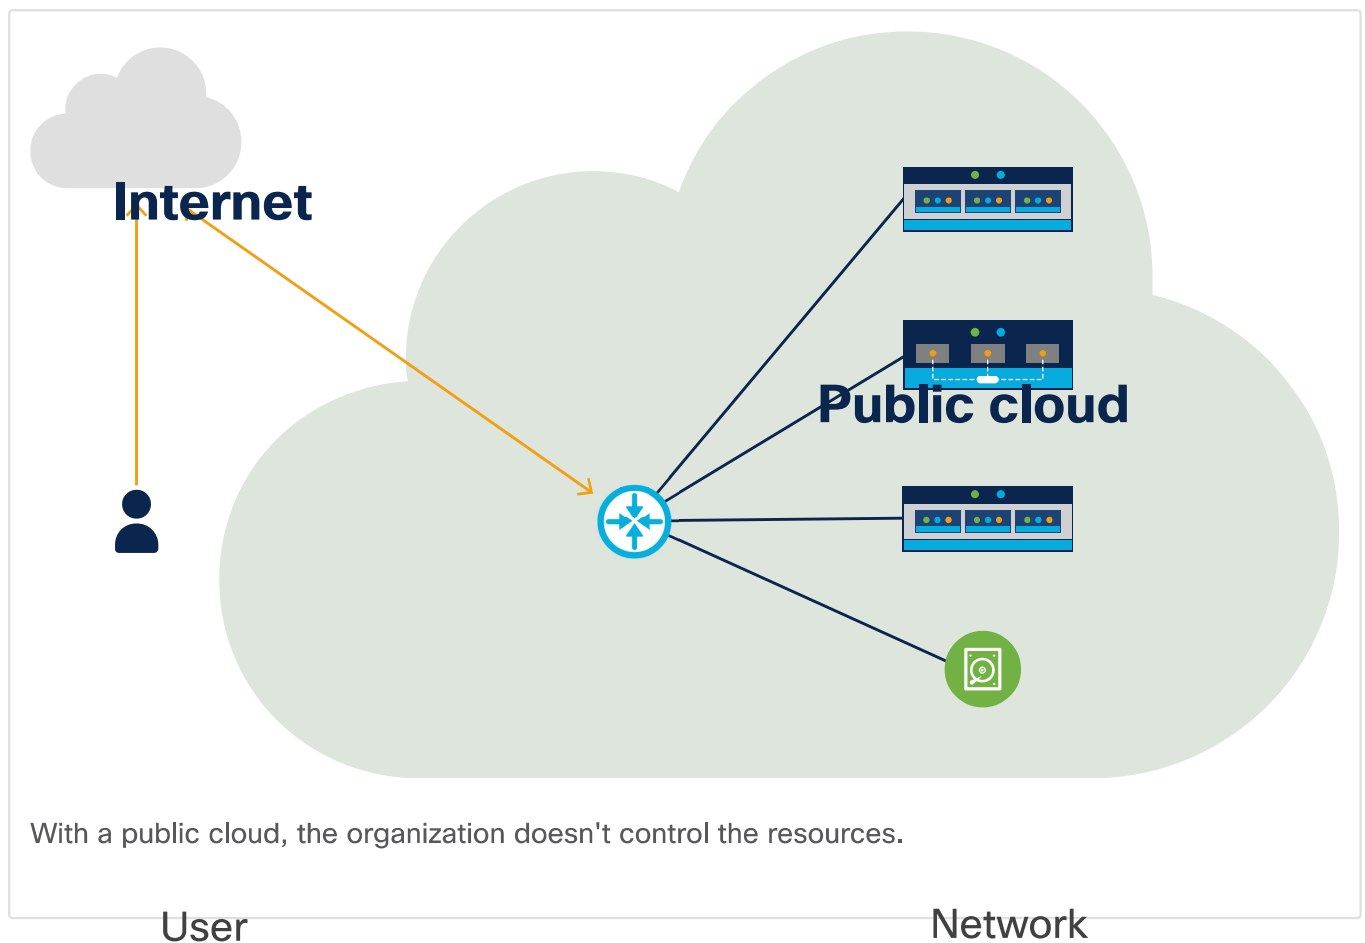 Internet
Public cloud
With a public cloud, the organization doesn't control the resources.
User
Network